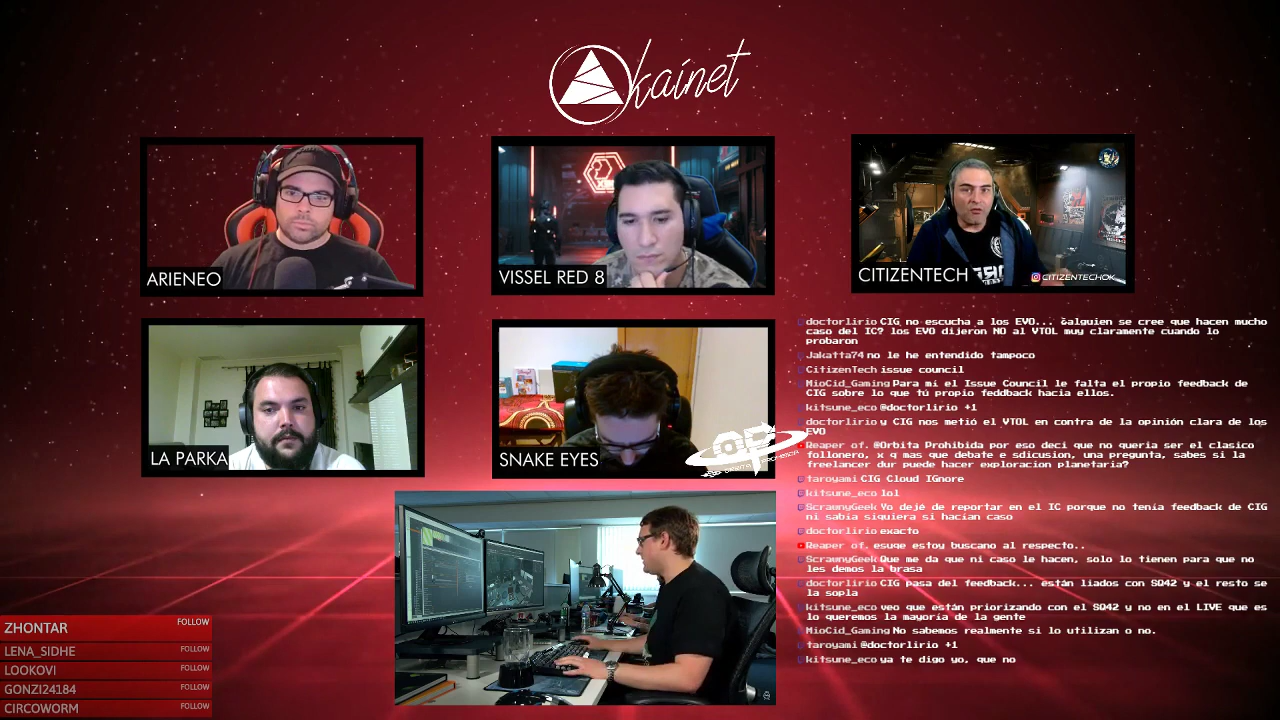 kainet
ARIENEO
VISSEL RED 8
CITIZENTECH
CITIZENTECHOK
LA PARKA
SNAKE EYES
OP
doctorlirio CIG no escucha a los EVO... ¿alguien se cree que hacen mucho
caso del IC? los EVO dijeron NO al VTOL muy claramente cuando lo
probaron
Jakatta74 no le he entendido tampoco
CitizenTech issue council
MioCid_Gaming Para mi el Issue Council le falta el propio feedback de
CIG sobre lo que tú propio feddback hacia ellos.
kitsune_eco @doctorlirio +1
doctorlirio y CIG nos metió el VTOL en contra de la opinión clara de los
EVO
Reaper of. @Orbita Prohibida por eso deci que no queria ser el clasico
follonero, x q mas que debate e sdicusion, una pregunta, sabes si la
freelancer dur puede hacer exploracion planetaria?
taroyami CIG Cloud IGnore
kitsune_eco lol
ScrawnyGeek Yo dejé de reportar en el IC porque no tenía feedback de CIG
ni sabía siquiera si hacían caso
doctorlirio exacto
Reaper of. esuqe estoy buscano al respecto..
ScrawnyGeek Que me da que ni caso le hacen, solo lo tienen para que no
les demos la brasa
doctorlirio CIG pasa del feedback... están liados con SQ42 y el resto se
la sopla
kitsune_eco veo que están priorizando con el SQ42 y no en el LIVE que es
lo queremos la mayoría de la gente
MioCid_Gaming No sabemos realmente si lo utilizan o no.
taroyami @doctorlirio +1
kitsune_eco ya te digo yo, que no
ZHONTAR FOLLOW
LENA_SIDHE FOLLOW
LOOKOVI FOLLOW
GONZI24184 FOLLOW
CIRCOWORM FOLLOW